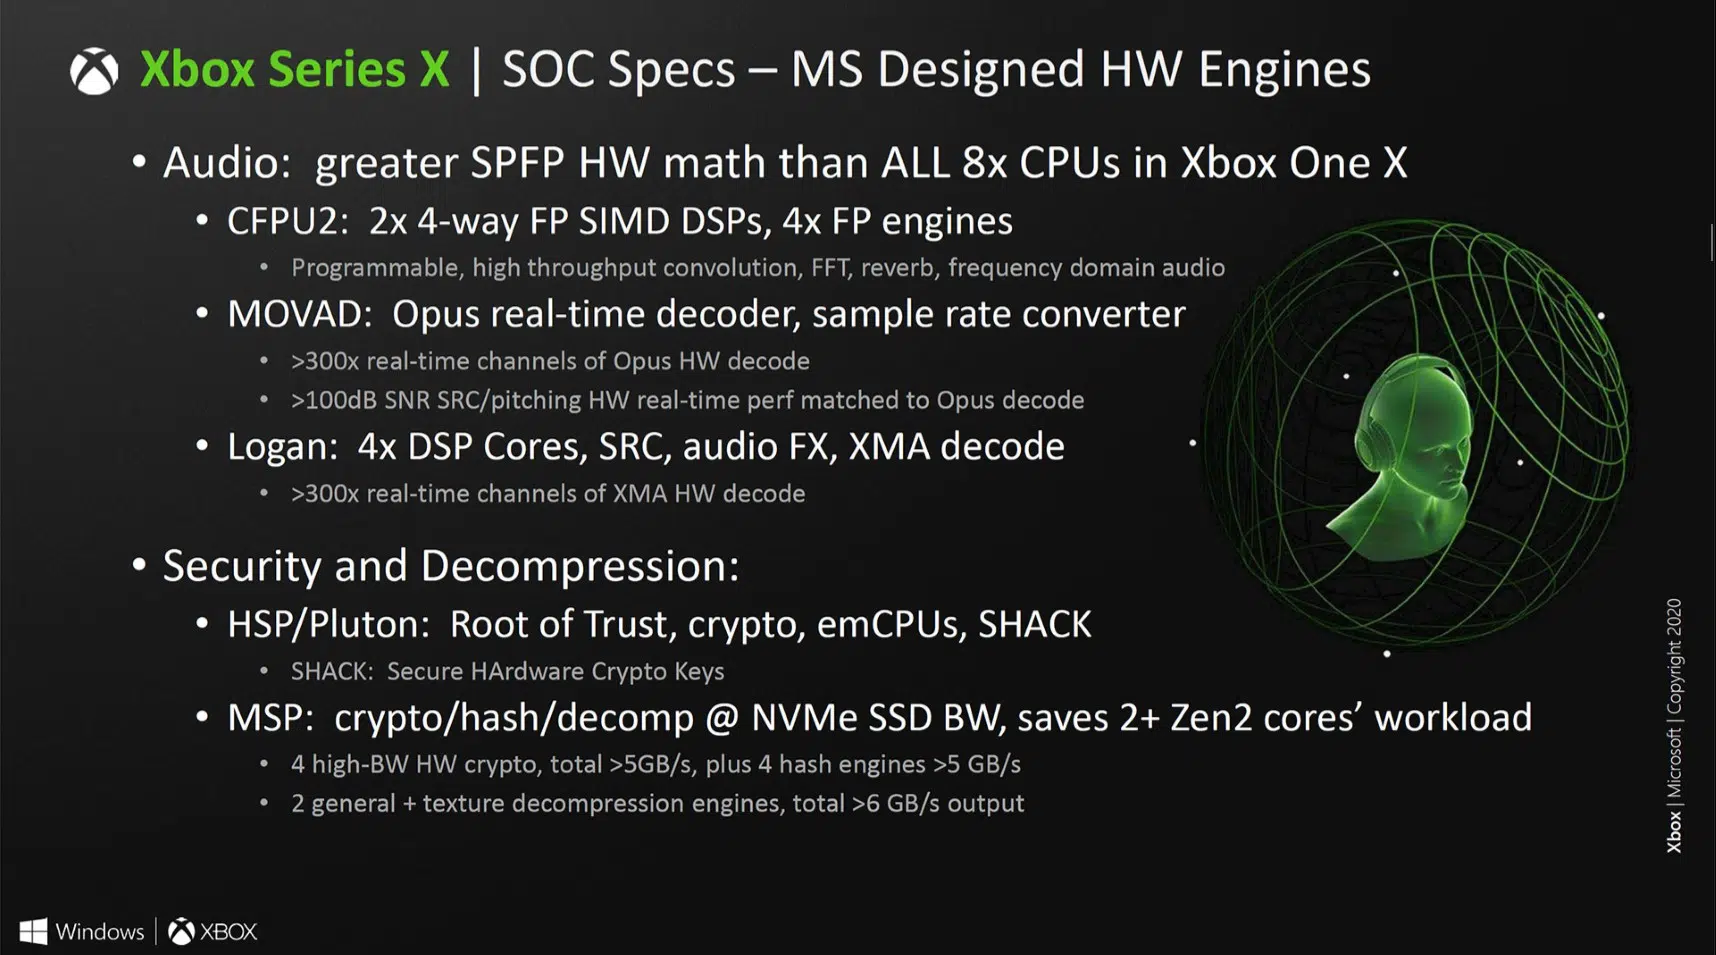 Xbox Series X | SOC Specs – MS Designed HW Engines
• Audio: greater SPFP HW math than ALL 8x CPUs in Xbox One X
• CFPU2: 2x 4-way FP SIMD DSPs, 4x FP engines
• Programmable, high throughput convolution, FFT, reverb, frequency domain audio
• MOVAD: Opus real-time decoder, sample rate converter
• >300x real-time channels of Opus HW decode
• >100dB SNR SRC/pitching HW real-time perf matched to Opus decode
• Logan: 4x DSP Cores, SRC, audio FX, XMA decode
• >300x real-time channels of XMA HW decode
• Security and Decompression:
• HSP/Pluton: Root of Trust, crypto, emCPUs, SHACK
• SHACK: Secure HArdware Crypto Keys
• MSP: crypto/hash/decomp @ NVMe SSD BW, saves 2+ Zen2 cores’ workload
• 4 high-BW HW crypto, total >5GB/s, plus 4 hash engines >5 GB/s
• 2 general + texture decompression engines, total >6 GB/s output
Xbox | Microsoft | Copyright 2020
Windows | XBOX